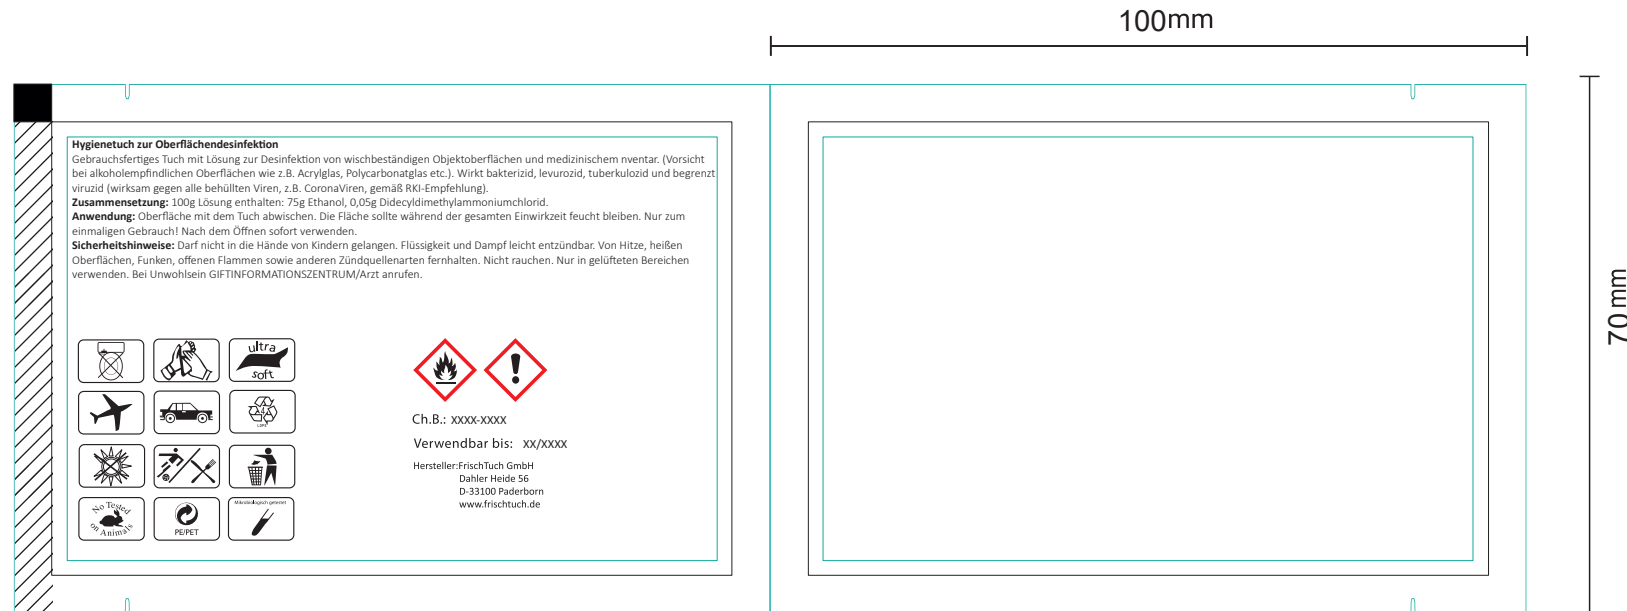 100mm
70mm
Hygienetuch zur Oberflächendesinfektion
Gebrauchsfertiges Tuch mit Lösung zur Desinfektion von wischbeständigen Objektoberflächen und medizinischem nventar. (Vorsicht
bei alkoholempfindlichen Oberflächen wie z.B. Acrylglas, Polycarbonatglas etc.). Wirkt bakterizid, levurozid, tuberkulozid und begrenzt
viruzid (wirksam gegen alle behüllten Viren, z.B. CoronaViren, gemäß RKI-Empfehlung).
Zusammensetzung: 100g Lösung enthalten: 75g Ethanol, 0,05g Didecyldimethylammoniumchlorid.
Anwendung: Oberfläche mit dem Tuch abwischen. Die Fläche sollte während der gesamten Einwirkzeit feucht bleiben. Nur zum
einmaligen Gebrauch! Nach dem Öffnen sofort verwenden.
Sicherheitshinweise: Darf nicht in die Hände von Kindern gelangen. Flüssigkeit und Dampf leicht entzündbar. Von Hitze, heißen
Oberflächen, Funken, offenen Flammen sowie anderen Zündquellenarten fernhalten. Nicht rauchen. Nur in gelüfteten Bereichen
verwenden. Bei Unwohlsein GIFTINFORMATIONSZENTRUM/Arzt anrufen.
ultra
soft
4
LDPE
No Tested
on Animals
PE/PET
Mikrobiologisch getestet
Ch.B.: xxxx-xxxx
Verwendbar bis: xx/xxxx
Hersteller:FrischTuch GmbH
Dahler Heide 56
D-33100 Paderborn
www.frischtuch.de